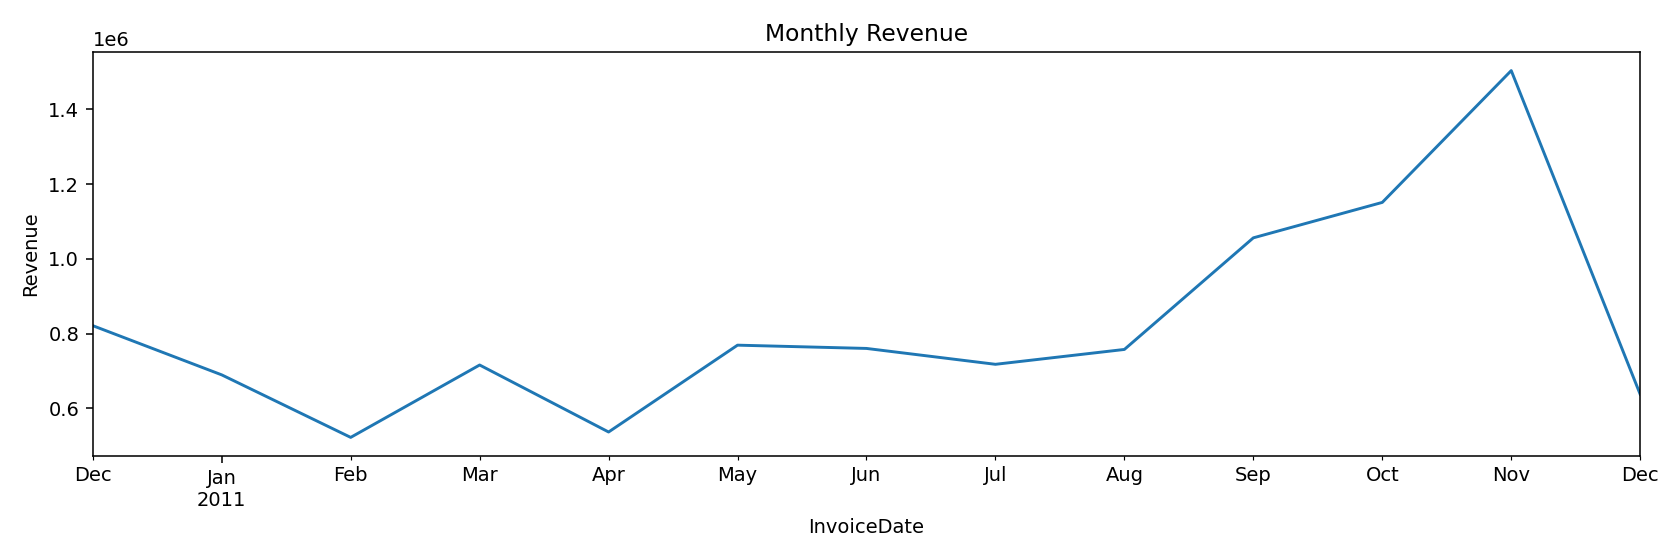 Monthly Revenue
1e6
1.4
1.2
1.0
0.8
0.6
Revenue
Dec Jan Feb Mar Apr May Jun Jul Aug Sep Oct Nov Dec
2011
InvoiceDate